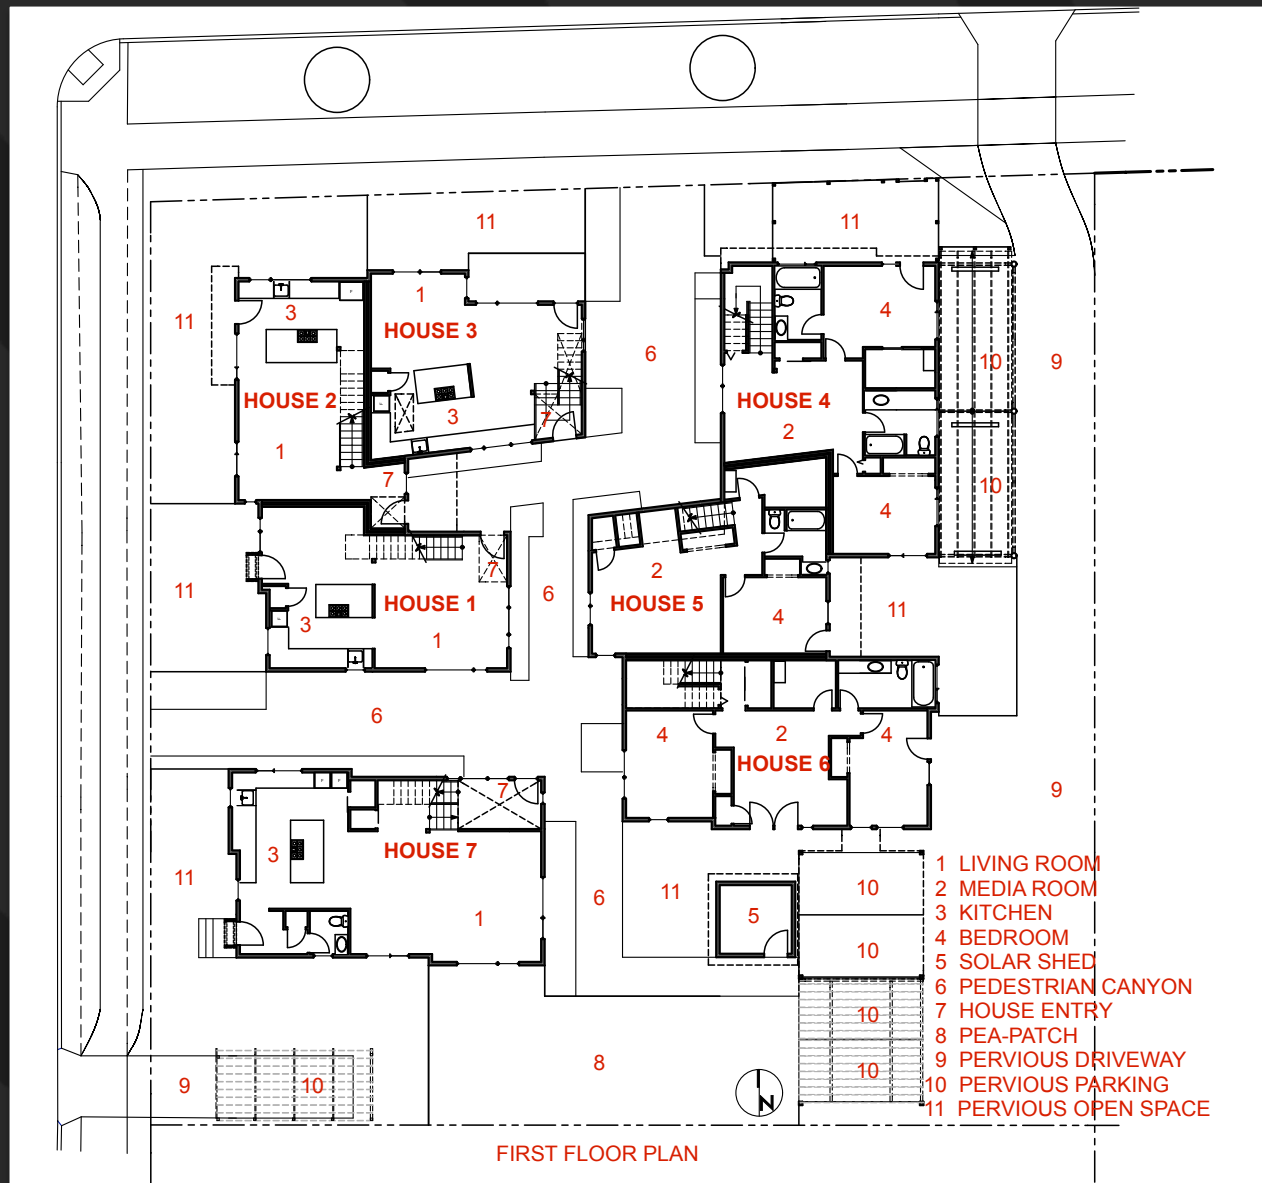 11
11
1
4
3
HOUSE 3
6
10
9
HOUSE 2
HOUSE 4
3
7
2
1
7
10
4
11
7
2
6
HOUSE 1
HOUSE 5
11
3
4
1
6
4
2
4
HOUSE 6
7
9
HOUSE 7
3
11
6
11
10
5
1
10
10
10
8
9
10
N
1 LIVING ROOM
2 MEDIA ROOM
3 KITCHEN
4 BEDROOM
5 SOLAR SHED
6 PEDESTRIAN CANYON
7 HOUSE ENTRY
8 PEA-PATCH
9 PERVIOUS DRIVEWAY
10 PERVIOUS PARKING
11 PERVIOUS OPEN SPACE
FIRST FLOOR PLAN